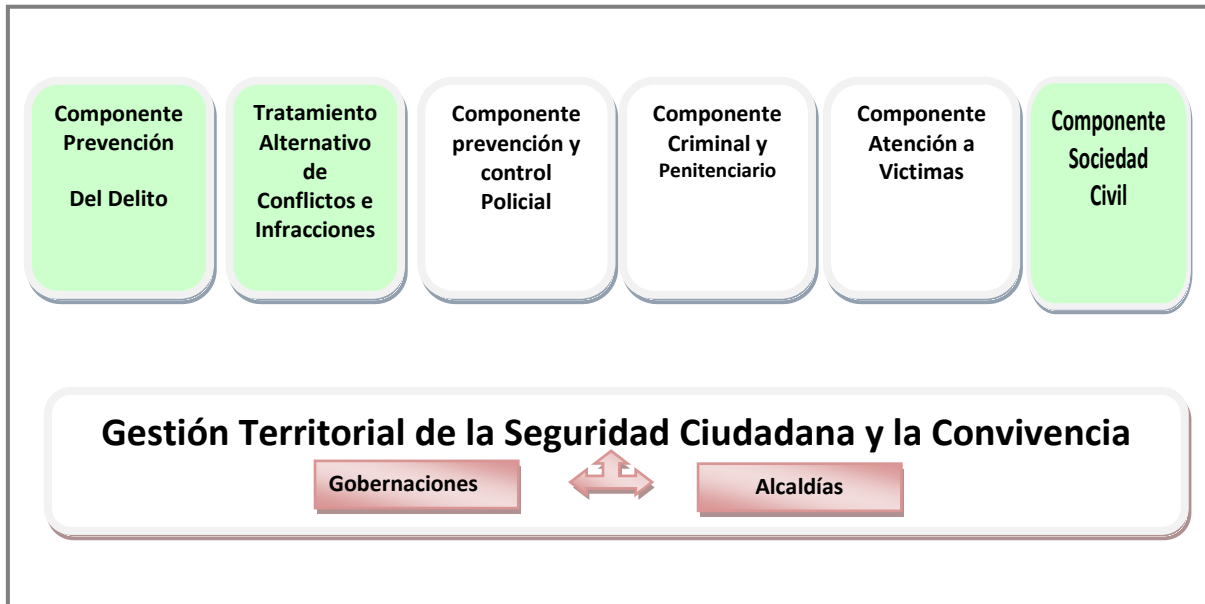 Componente
Prevención
Del Delito
Tratamiento
Alternativo
de
Conflictos e
Infracciones
Componente
prevención y
control
Policial
Componente
Criminal y
Penitenciario
Componente
Atención a
Victimas
Componente
Sociedad
Civil
Gestión Territorial de la Seguridad Ciudadana y la Convivencia
Gobernaciones
Alcaldías